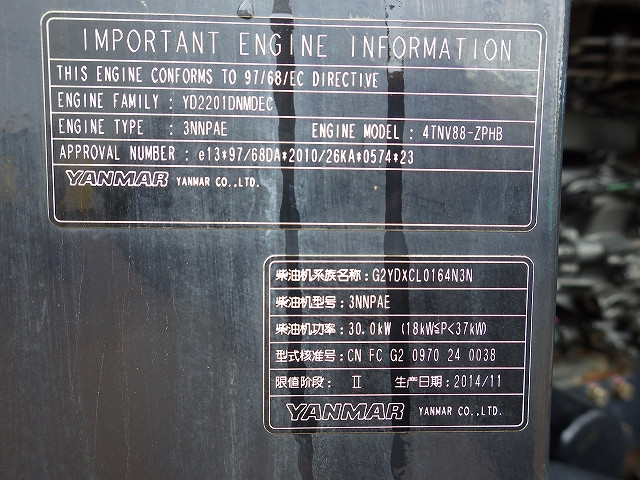 IMPORTANT ENGINE INFORMATION
THIS ENGINE CONFORMS TO 97/68/EC DIRECTIVE
ENGINE FAMILY : YD2201DNMDEC
ENGINE TYPE : 3NNPAE ENGINE MODEL : 4TNV88-ZPHB
APPROVAL NUMBER : e13*97/68DA*2010/26KA*0574*23
YANMAR YANMAR CO.,LTD.
柴油机系族名称:G2YDXCL0164N3N
柴油机型号:3NNPAE
柴油机功率:30.0kW (18kW≦P<37kW)
型式核准号:CN FC G2 0970 24 0038
限值阶段: Ⅱ 生产日期:2014/11
YANMAR YANMAR CO.,LTD.